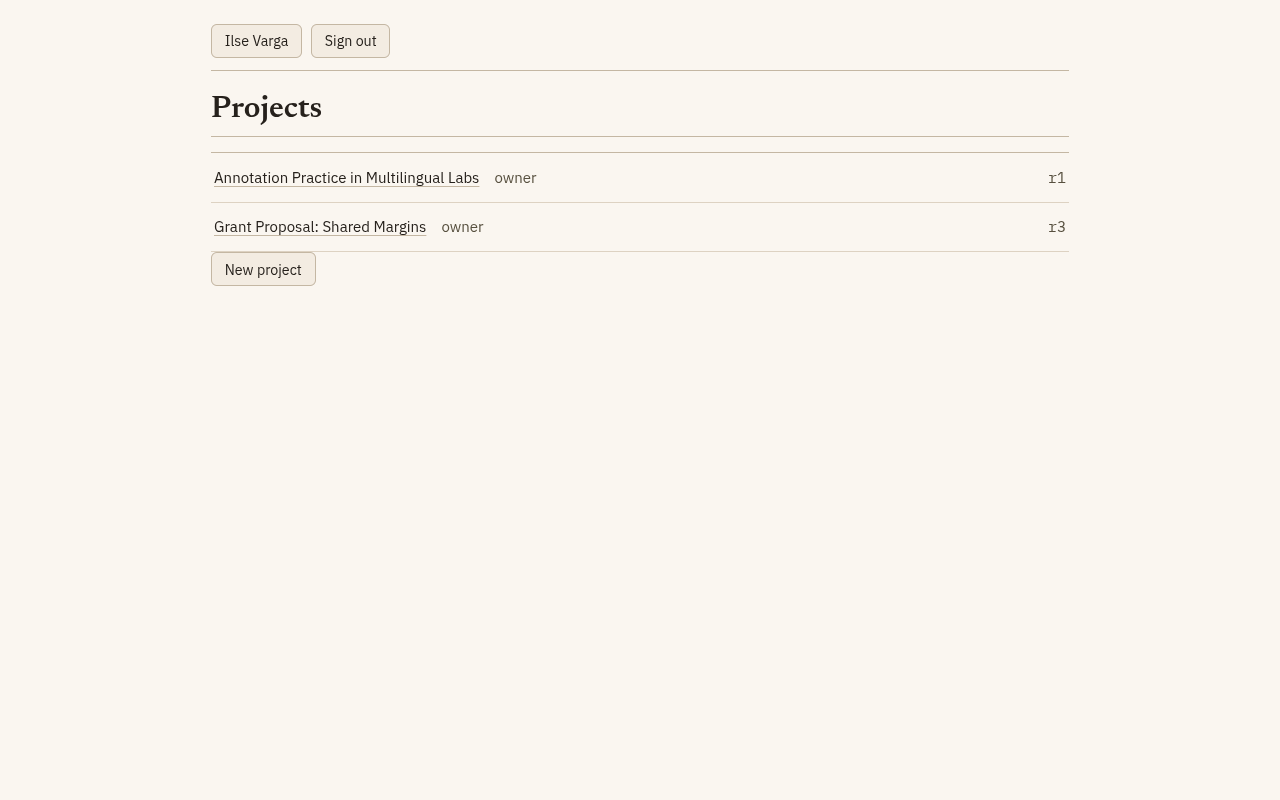 Ilse Varga Sign out
Projects
Annotation Practice in Multilingual Labs owner r1
Grant Proposal: Shared Margins owner r3
New project